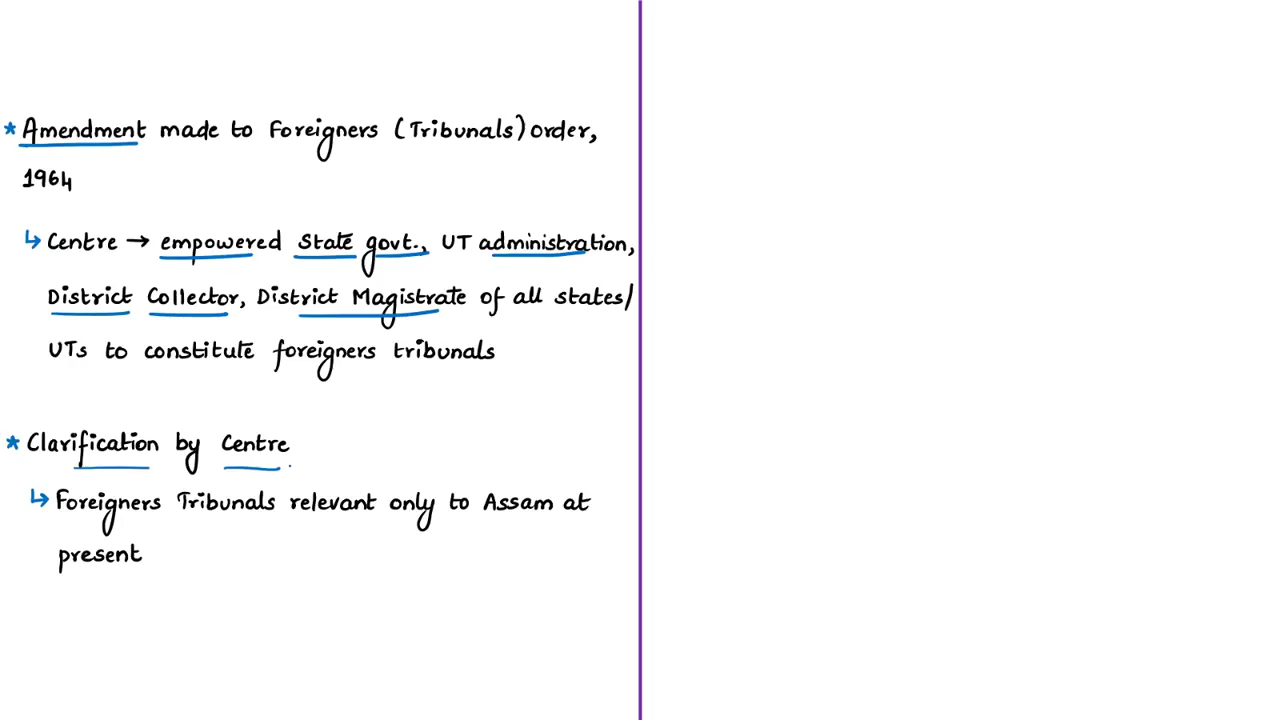 * Amendment made to Foreigners (Tribunals) order,
1964
↳ Centre → empowered State govt., UT administration,
District Collector, District Magistrate of all states/
UTs to constitute foreigners tribunals
* Clarification by Centre
↳ Foreigners Tribunals relevant only to Assam at
present